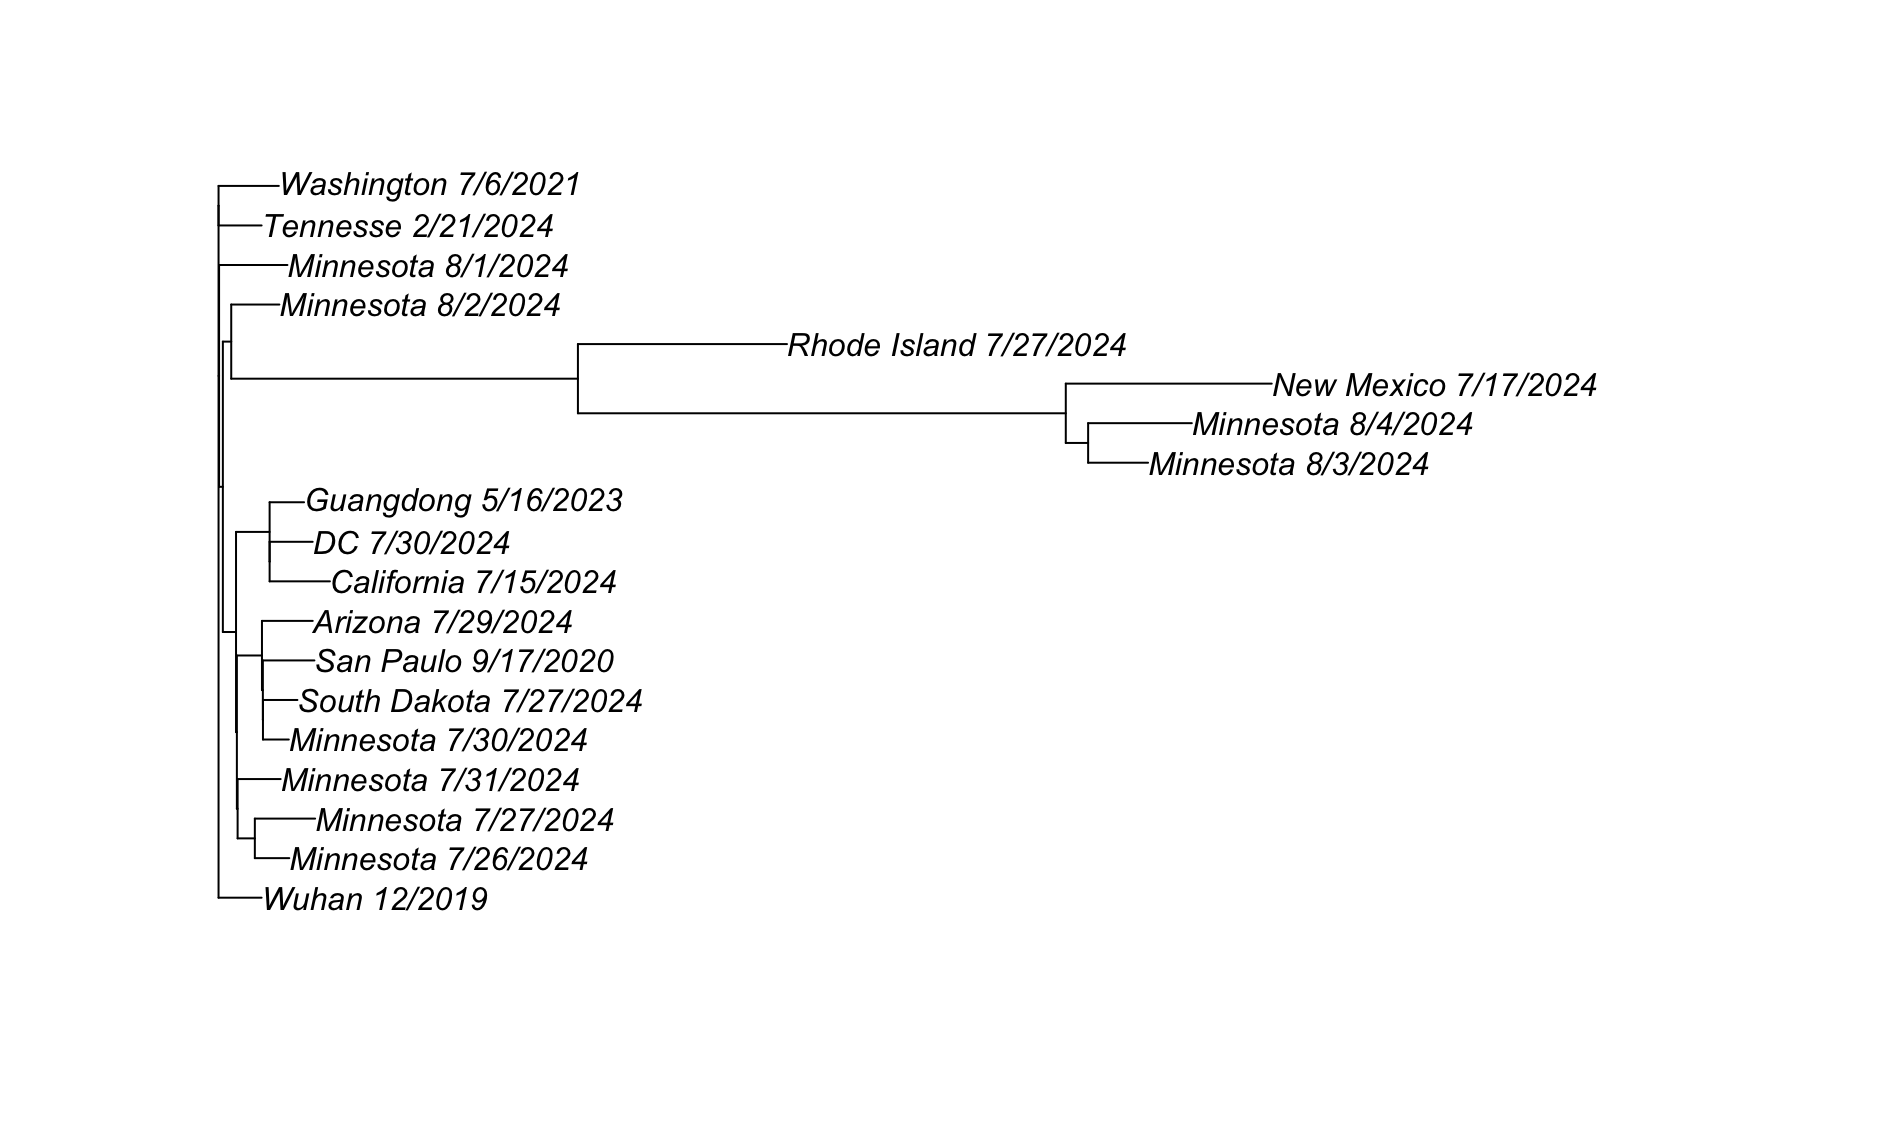 Washington 7/6/2021
Tennesse 2/21/2024
Minnesota 8/1/2024
Minnesota 8/2/2024
Rhode Island 7/27/2024
New Mexico 7/17/2024
Minnesota 8/4/2024
Minnesota 8/3/2024
Guangdong 5/16/2023
DC 7/30/2024
California 7/15/2024
Arizona 7/29/2024
San Paulo 9/17/2020
South Dakota 7/27/2024
Minnesota 7/30/2024
Minnesota 7/31/2024
Minnesota 7/27/2024
Minnesota 7/26/2024
Wuhan 12/2019